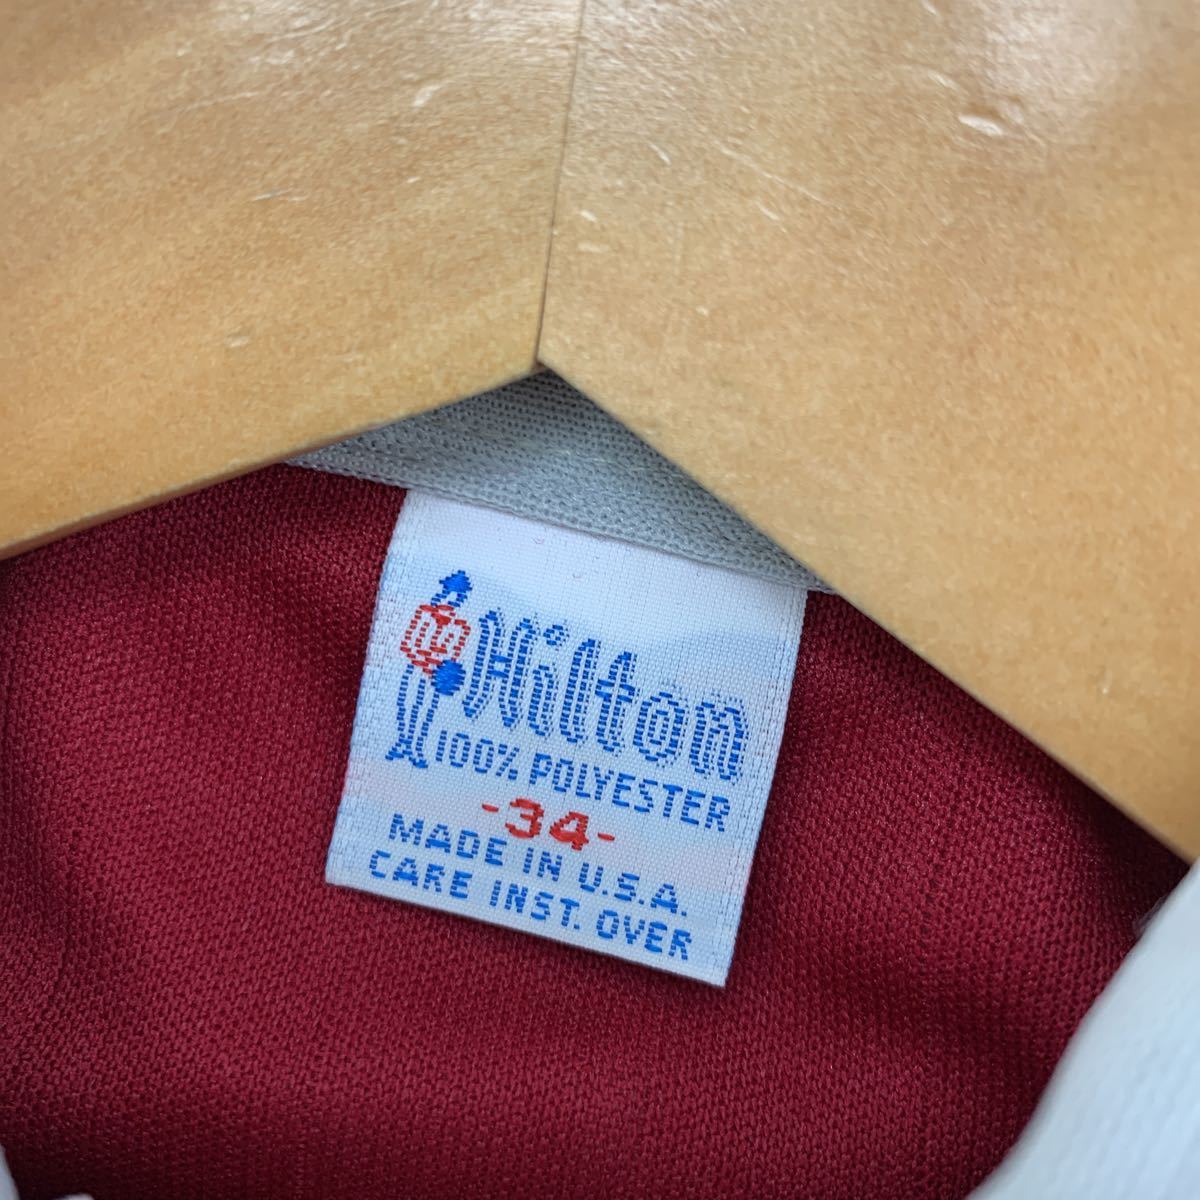 Hilton
100% POLYESTER
-34-
MADE IN U.S.A.
CARE INST. OVER